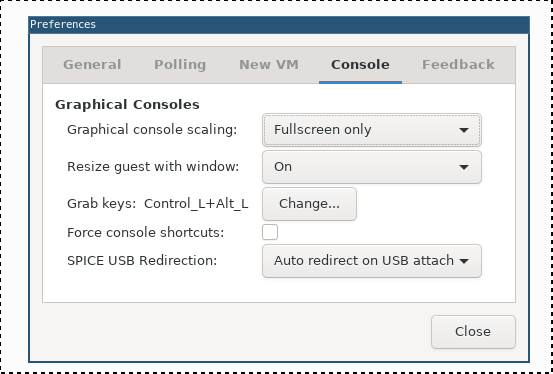 Preferences
General Polling New VM Console Feedback
Graphical Consoles
Graphical console scaling: Fullscreen only
Resize guest with window: On
Grab keys: Control_L+Alt_L Change...
Force console shortcuts:
SPICE USB Redirection: Auto redirect on USB attach
Close